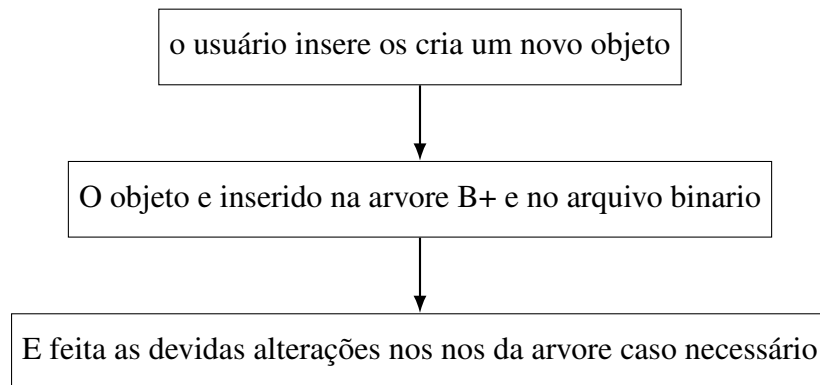 o usuário insere os cria um novo objeto
O objeto e inserido na arvore B+ e no arquivo binario
E feita as devidas alterações nos nos da arvore caso necessário